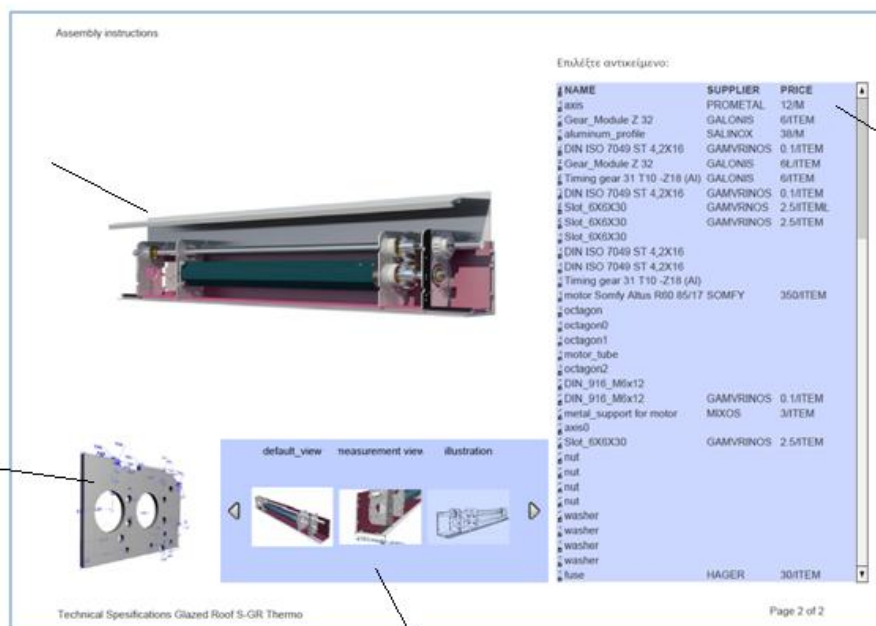 Assembly instructions
Επιλέξτε αντικείμενο:
NAME SUPPLIER PRICE
axis PROMETAL 12/M
Gear_Module Z 32 GALONIS 6/ITEM
aluminum_profile SALINOX 38/M
DIN ISO 7049 ST 4,2X16 GAMVRINOS 0.1/ITEM
Gear_Module Z 32 GALONIS 6Ł/ITEM
Timing gear 31 T10 -Z18 (Al) GALONIS 6/ITEM
DIN ISO 7049 ST 4,2X16 GAMVRINOS 0.1/ITEM
Slot_6X6X30 GAMVRNOS 2.5/ITEMŁ
Slot_6X6X30 GAMVRINOS 2.5/ITEM
Slot_6X6X30
DIN ISO 7049 ST 4,2X16
DIN ISO 7049 ST 4,2X16
Timing gear 31 T10 -Z18 (Al)
motor Somfy Altus R60 85/17 SOMFY 350/ITEM
octagon
octagon0
octagon1
motor_tube
octagon2
DIN_916_M6x12
DIN_916_M6x12 GAMVRINOS 0.1/ITEM
metal_support for motor MIXOS 3/ITEM
axis0
Slot_6X6X30 GAMVRINOS 2.5/ITEM
nut
nut
nut
nut
washer
washer
washer
washer
fuse HAGER 30/ITEM
default_view measurement view illustration
Technical Spesifications Glazed Roof S-GR Thermo
Page 2 of 2